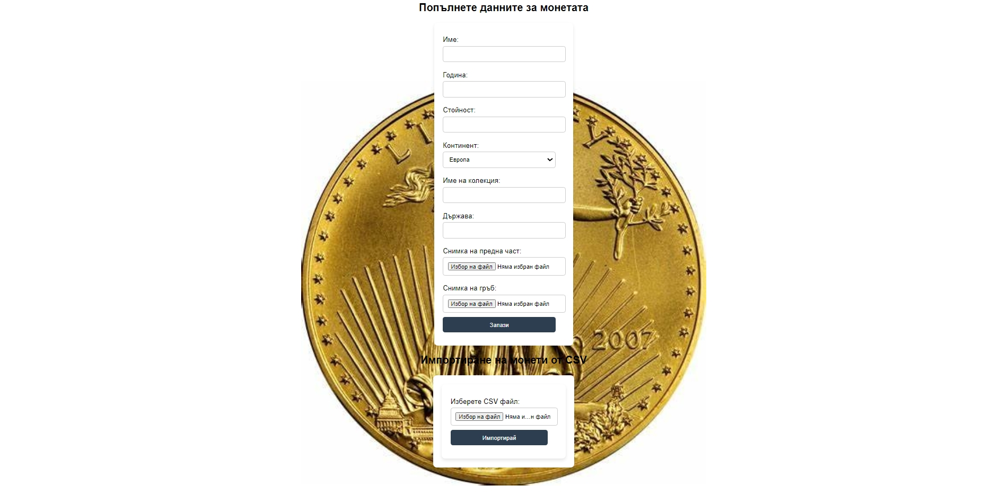 Попълнете данните за монетата
Име:
Година:
Стойност:
Континент:
Европа
Име на колекция:
Държава:
Снимка на предна част:
Избор на файл Няма избран файл
Снимка на гръб:
Избор на файл Няма избран файл
Запази
2007
Импортиране на монети от CSV
Изберете CSV файл:
Избор на файл Няма и...н файл
Импортирай